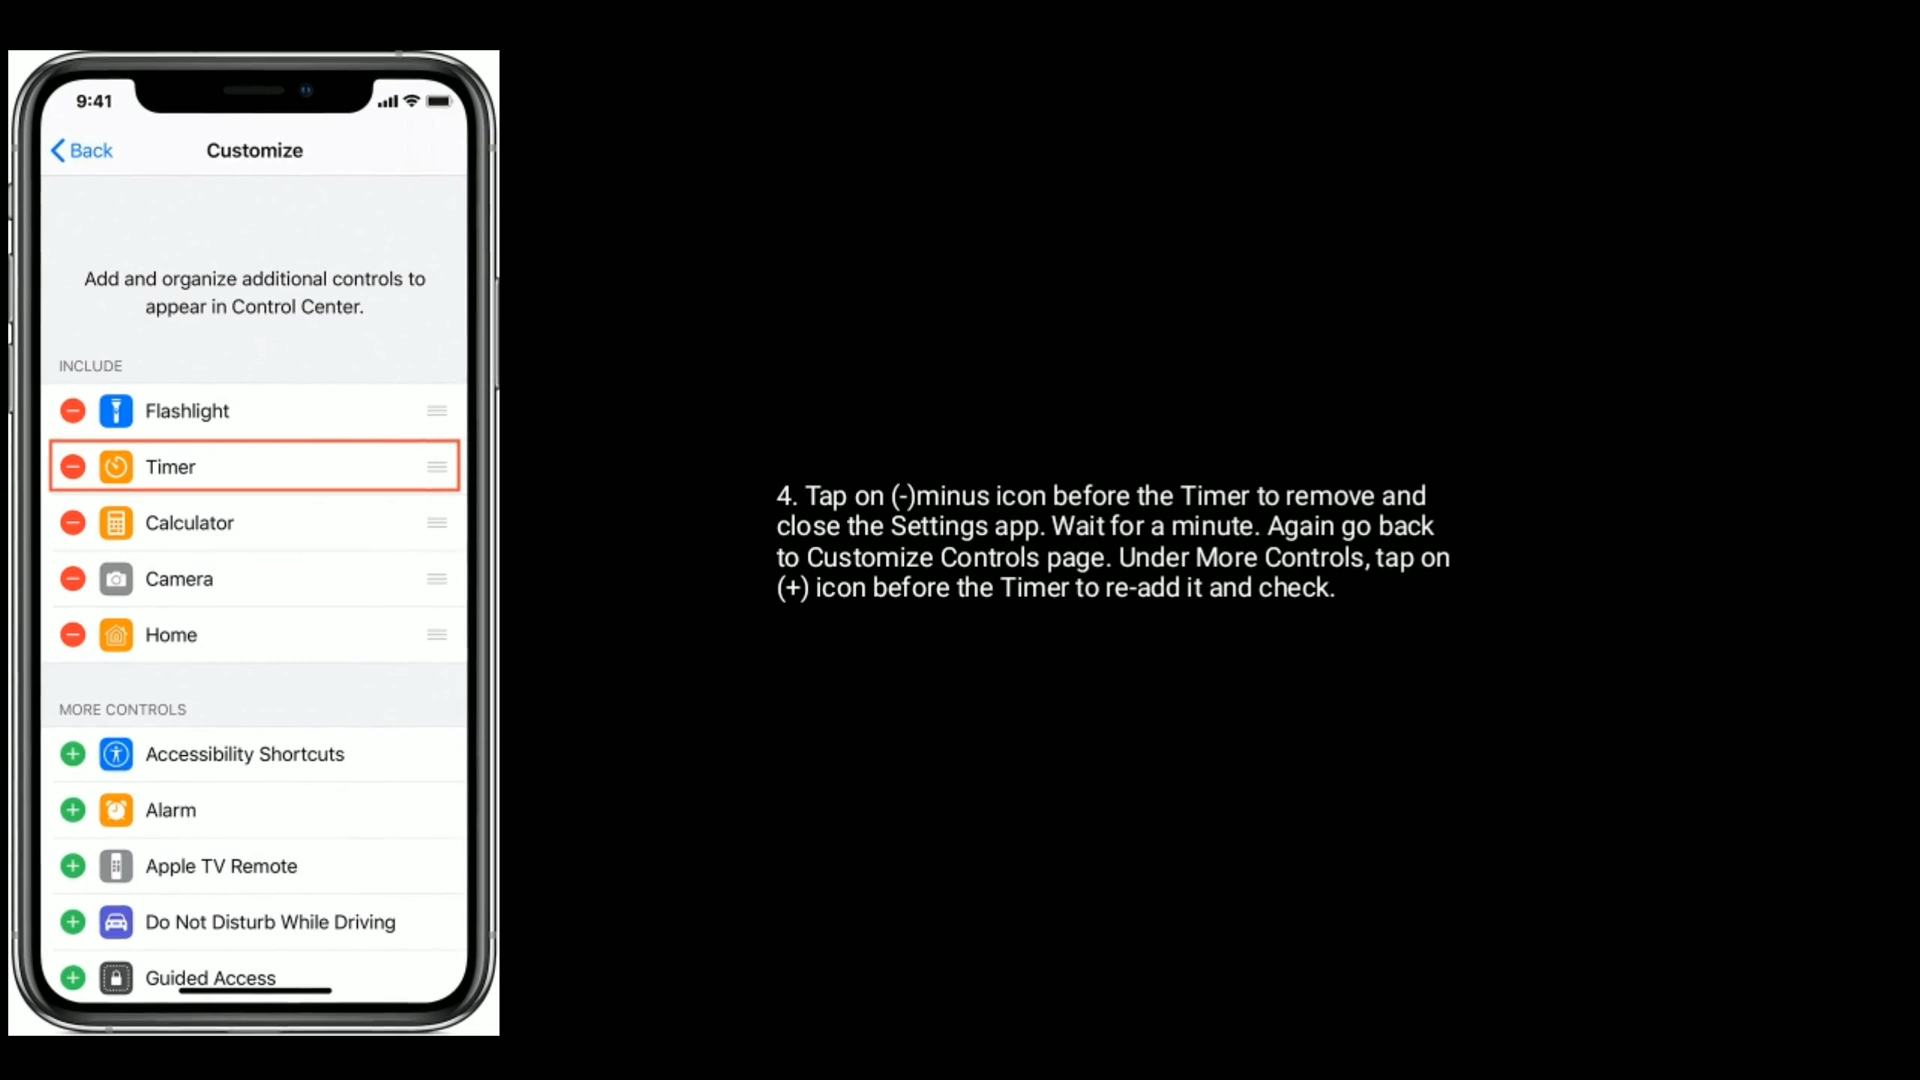 9:41
Back
Customize
Add and organize additional controls to
appear in Control Center.
INCLUDE
Flashlight
Timer
Calculator
Camera
Home
MORE CONTROLS
Accessibility Shortcuts
Alarm
Apple TV Remote
Do Not Disturb While Driving
Guided Access
4. Tap on (-)minus icon before the Timer to remove and
close the Settings app. Wait for a minute. Again go back
to Customize Controls page. Under More Controls, tap on
(+) icon before the Timer to re-add it and check.